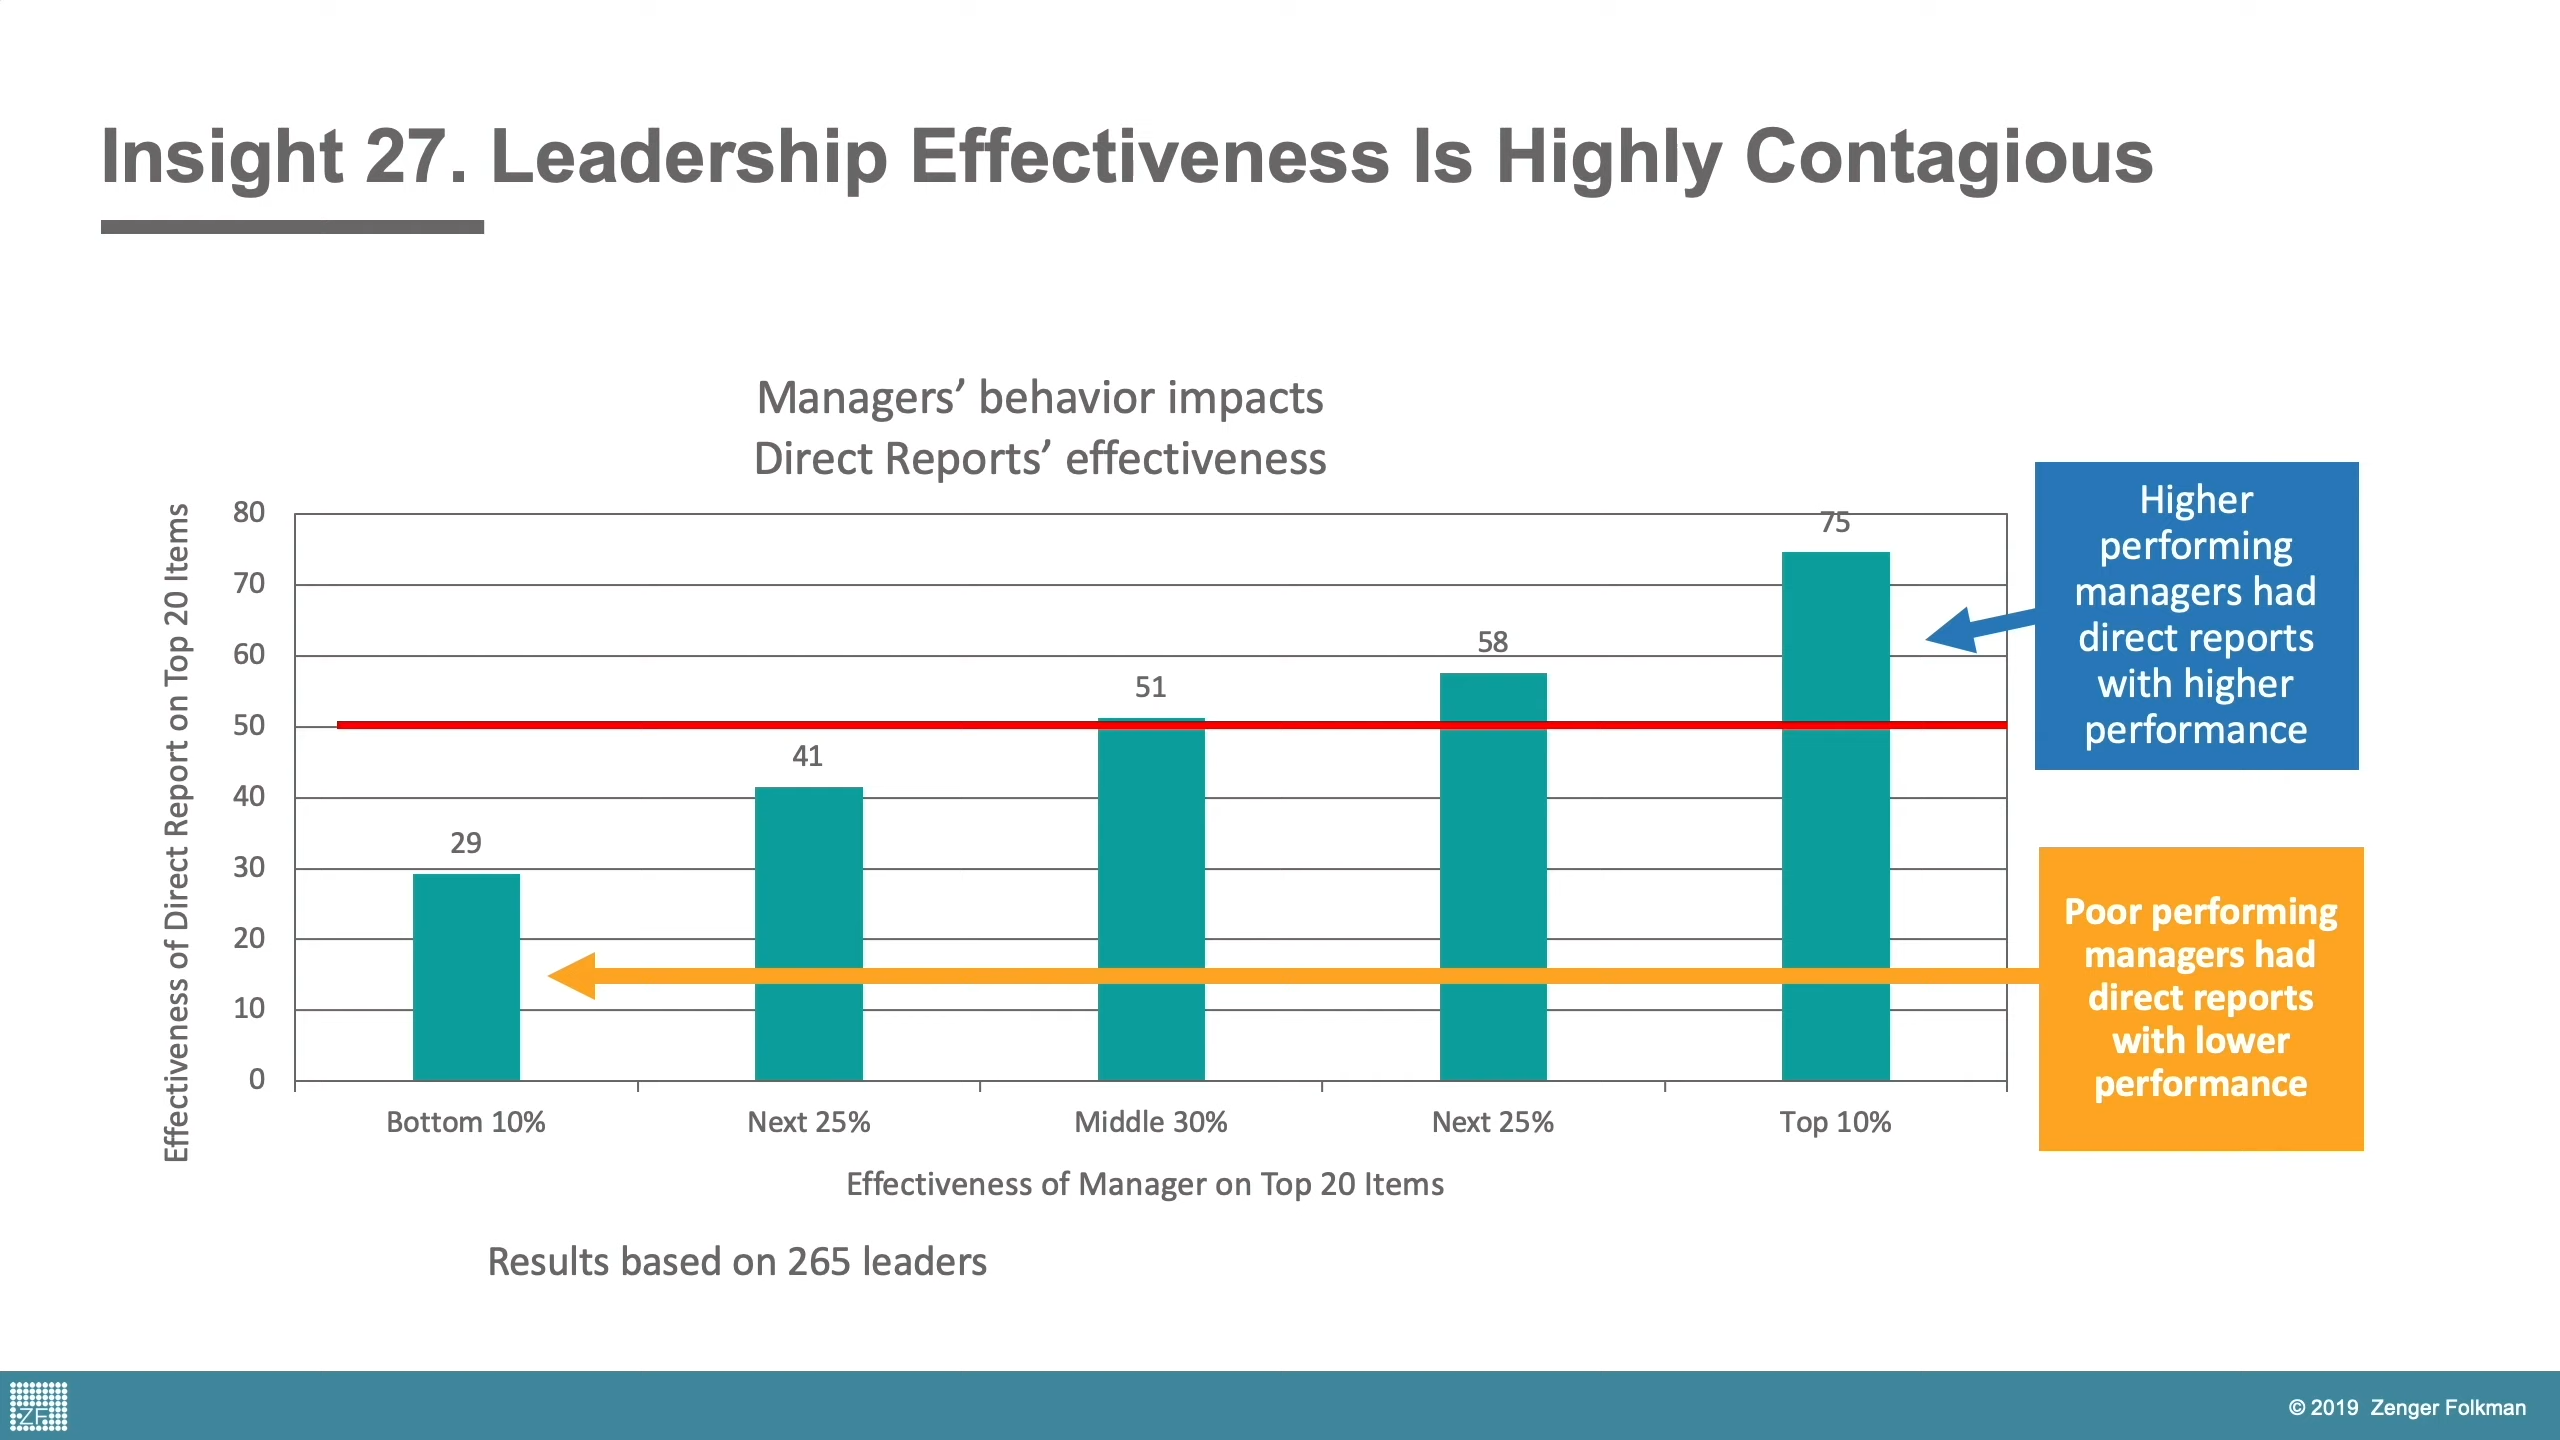 Insight 27. Leadership Effectiveness Is Highly Contagious
Managers’ behavior impacts
Direct Reports’ effectiveness
Effectiveness of Direct Report on Top 20 Items
80
70
60
50
40
30
20
10
0
29
41
51
58
75
Bottom 10%
Next 25%
Middle 30%
Next 25%
Top 10%
Effectiveness of Manager on Top 20 Items
Higher
performing
managers had
direct reports
with higher
performance
Poor performing
managers had
direct reports
with lower
performance
Results based on 265 leaders
ZF
© 2019 Zenger Folkman